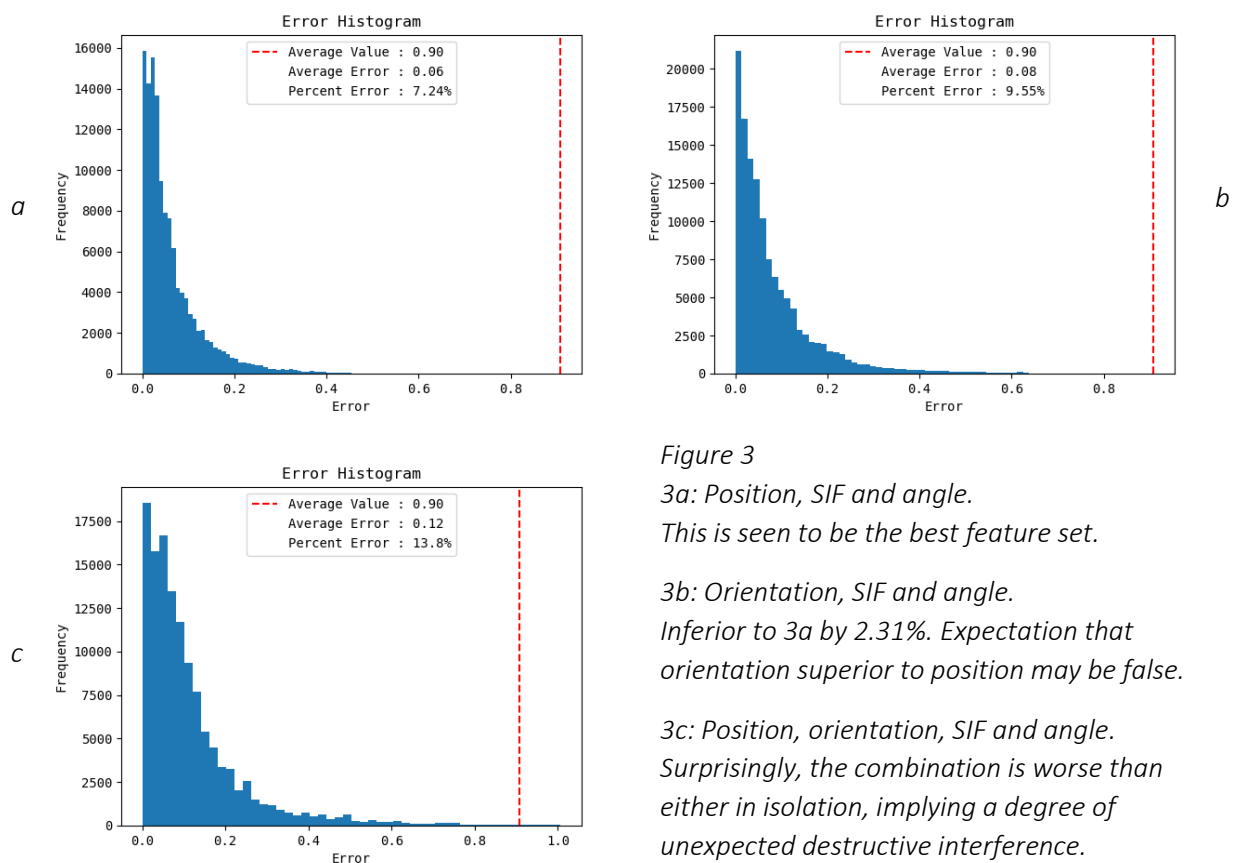 a
Error Histogram
Average Value : 0.90
Average Error : 0.06
Percent Error : 7.24%
Frequency
16000
14000
12000
10000
8000
6000
4000
2000
0
0.0 0.2 0.4 0.6 0.8
Error
b
Error Histogram
Average Value : 0.90
Average Error : 0.08
Percent Error : 9.55%
Frequency
20000
17500
15000
12500
10000
7500
5000
2500
0
0.0 0.2 0.4 0.6 0.8
Error
c
Error Histogram
Average Value : 0.90
Average Error : 0.12
Percent Error : 13.8%
Frequency
17500
15000
12500
10000
7500
5000
2500
0
0.0 0.2 0.4 0.6 0.8 1.0
Error
Figure 3
3a: Position, SIF and angle.
This is seen to be the best feature set.
3b: Orientation, SIF and angle.
Inferior to 3a by 2.31%. Expectation that
orientation superior to position may be false.
3c: Position, orientation, SIF and angle.
Surprisingly, the combination is worse than
either in isolation, implying a degree of
unexpected destructive interference.